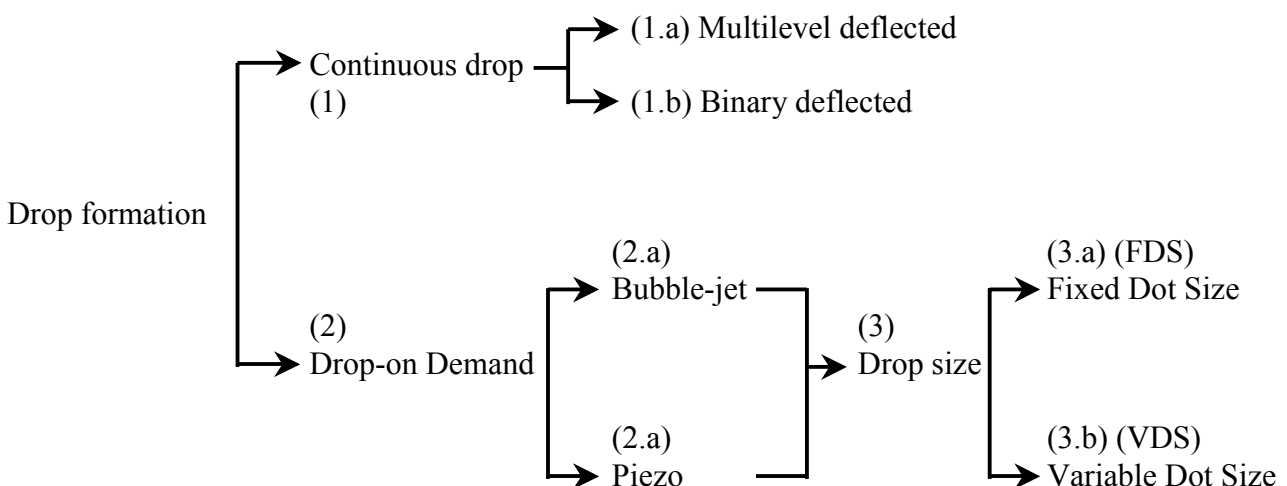 (1.a) Multilevel deflected
Continuous drop
(1)
(1.b) Binary deflected
Drop formation
(2)
Drop-on Demand
(2.a)
Bubble-jet
(2.a)
Piezo
(3)
Drop size
(3.a) (FDS)
Fixed Dot Size
(3.b) (VDS)
Variable Dot Size